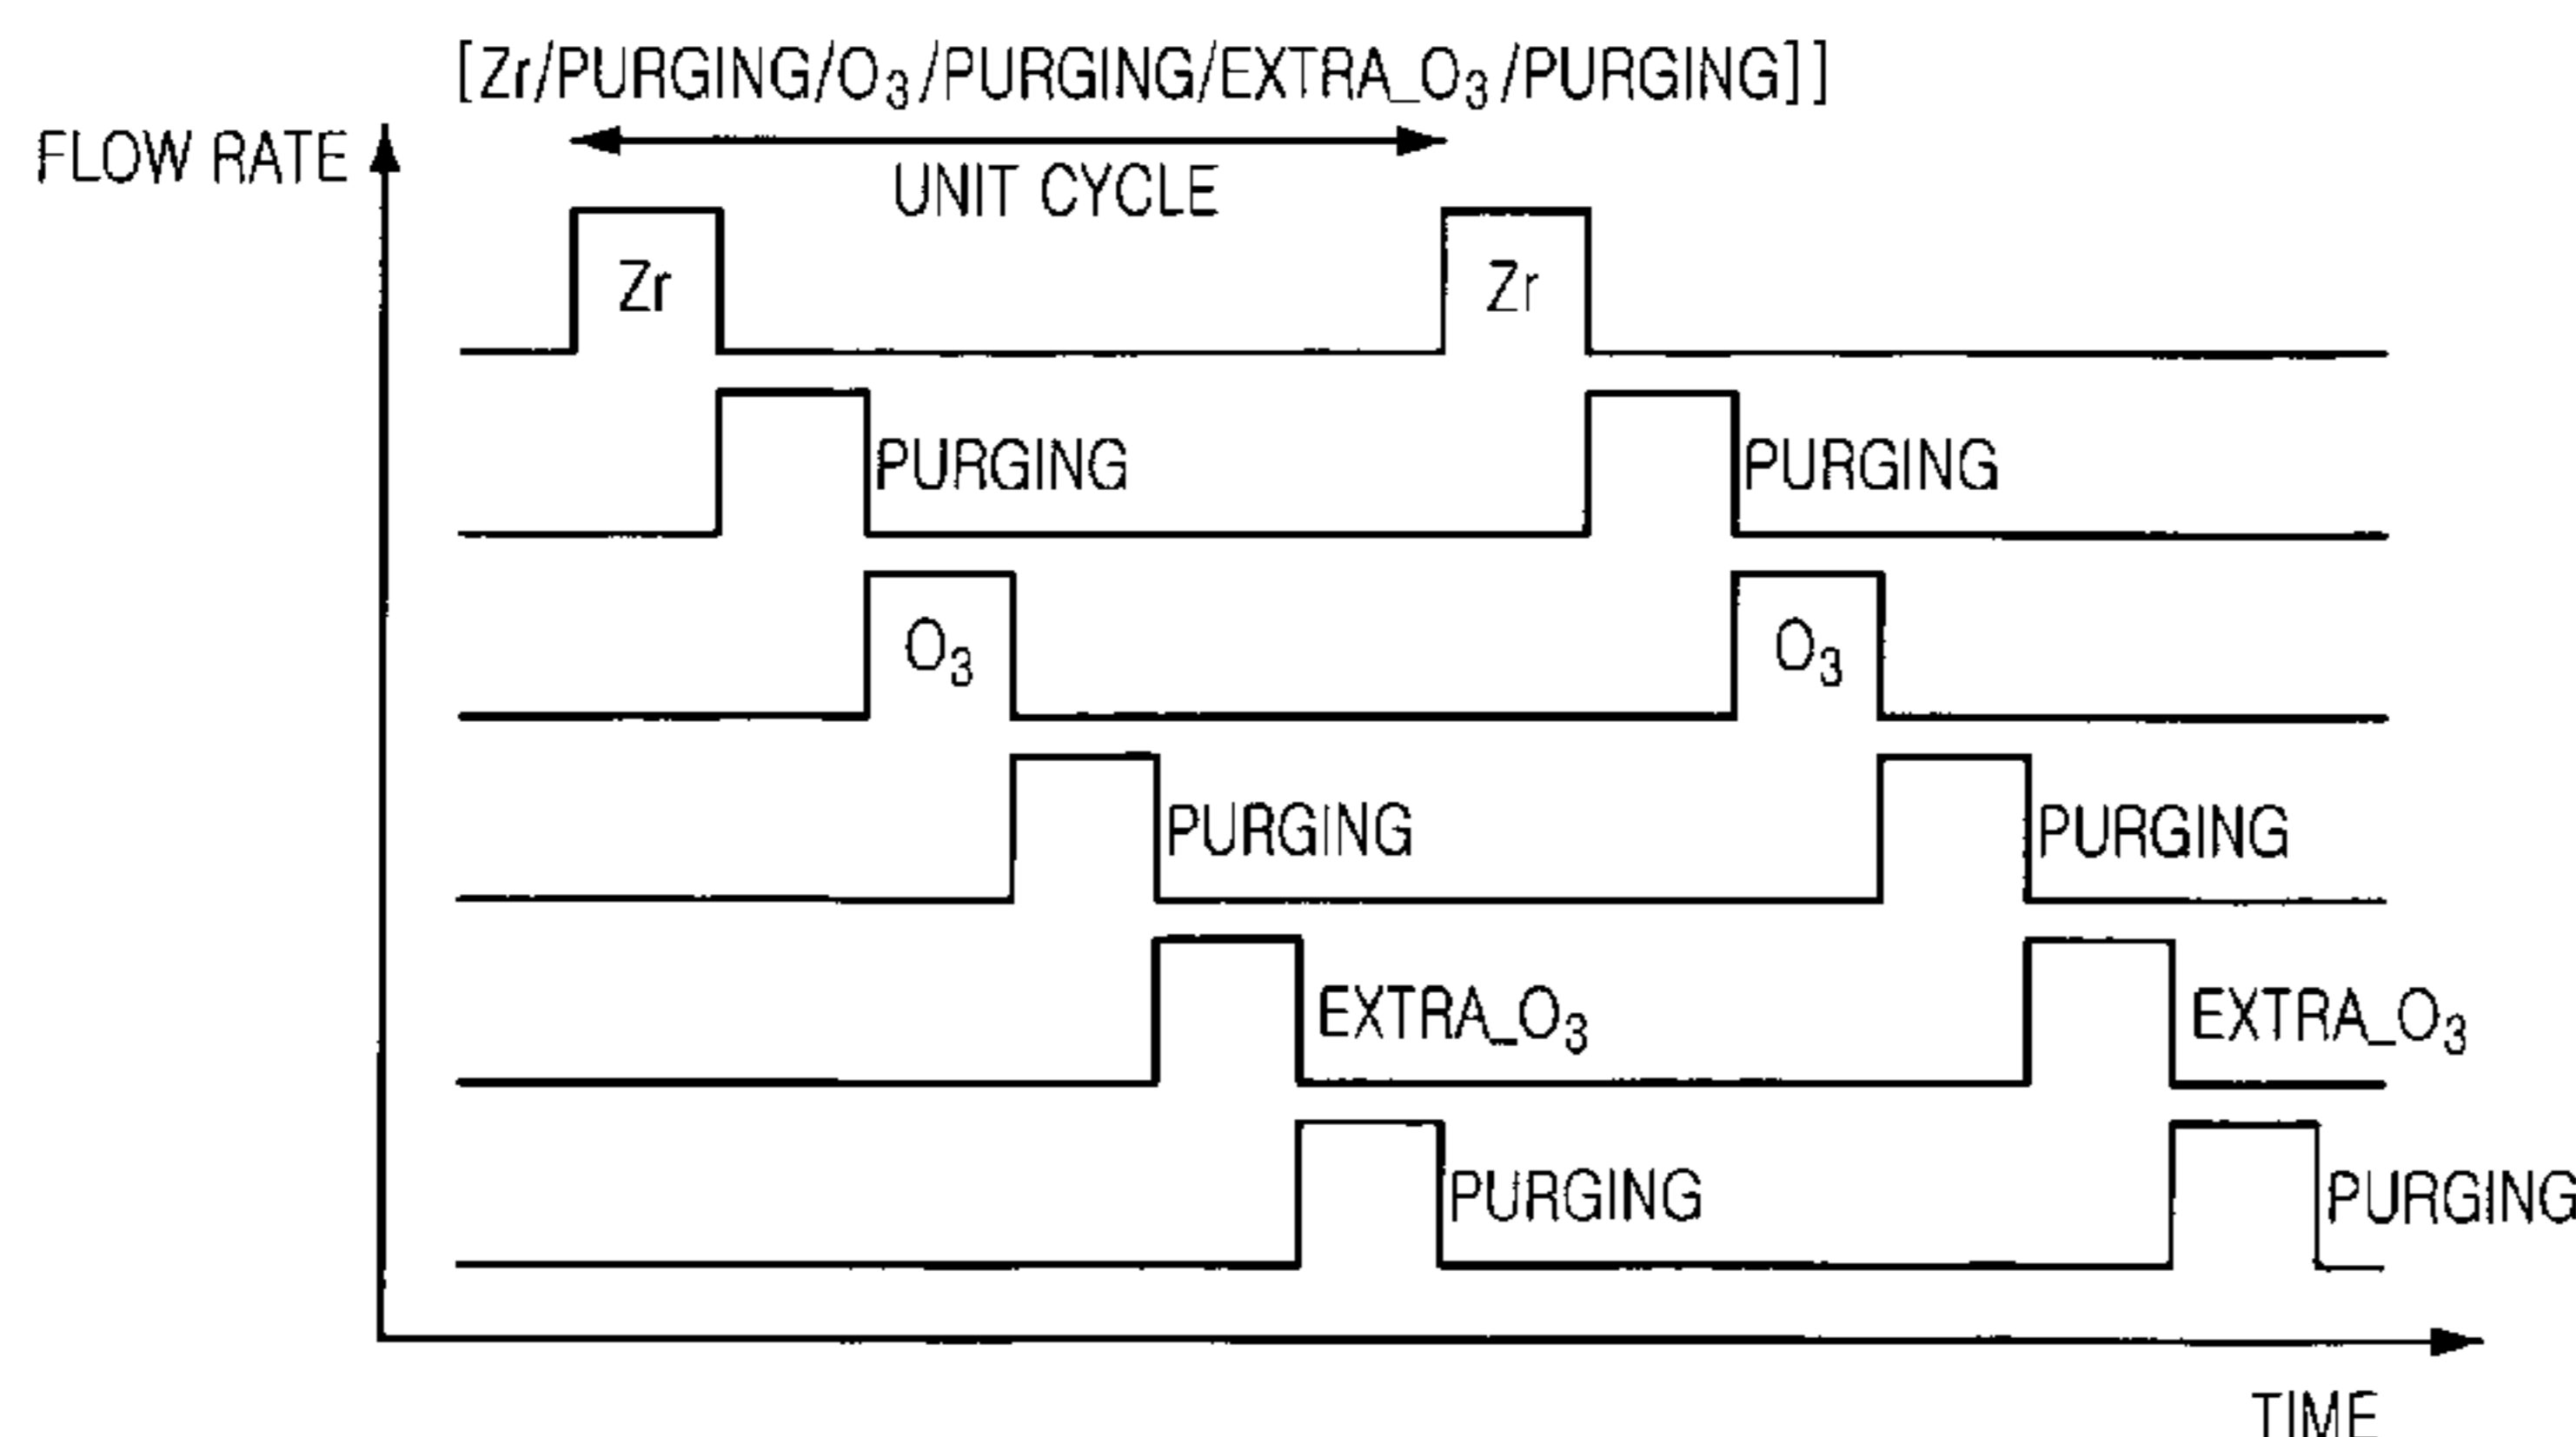 [Zr/PURGING/O₃/PURGING/EXTRA_O₃/PURGING]]
FLOW RATE
UNIT CYCLE
Zr
Zr
PURGING
PURGING
O₃
O₃
PURGING
PURGING
EXTRA_O₃
EXTRA_O₃
PURGING
PURGING
TIME